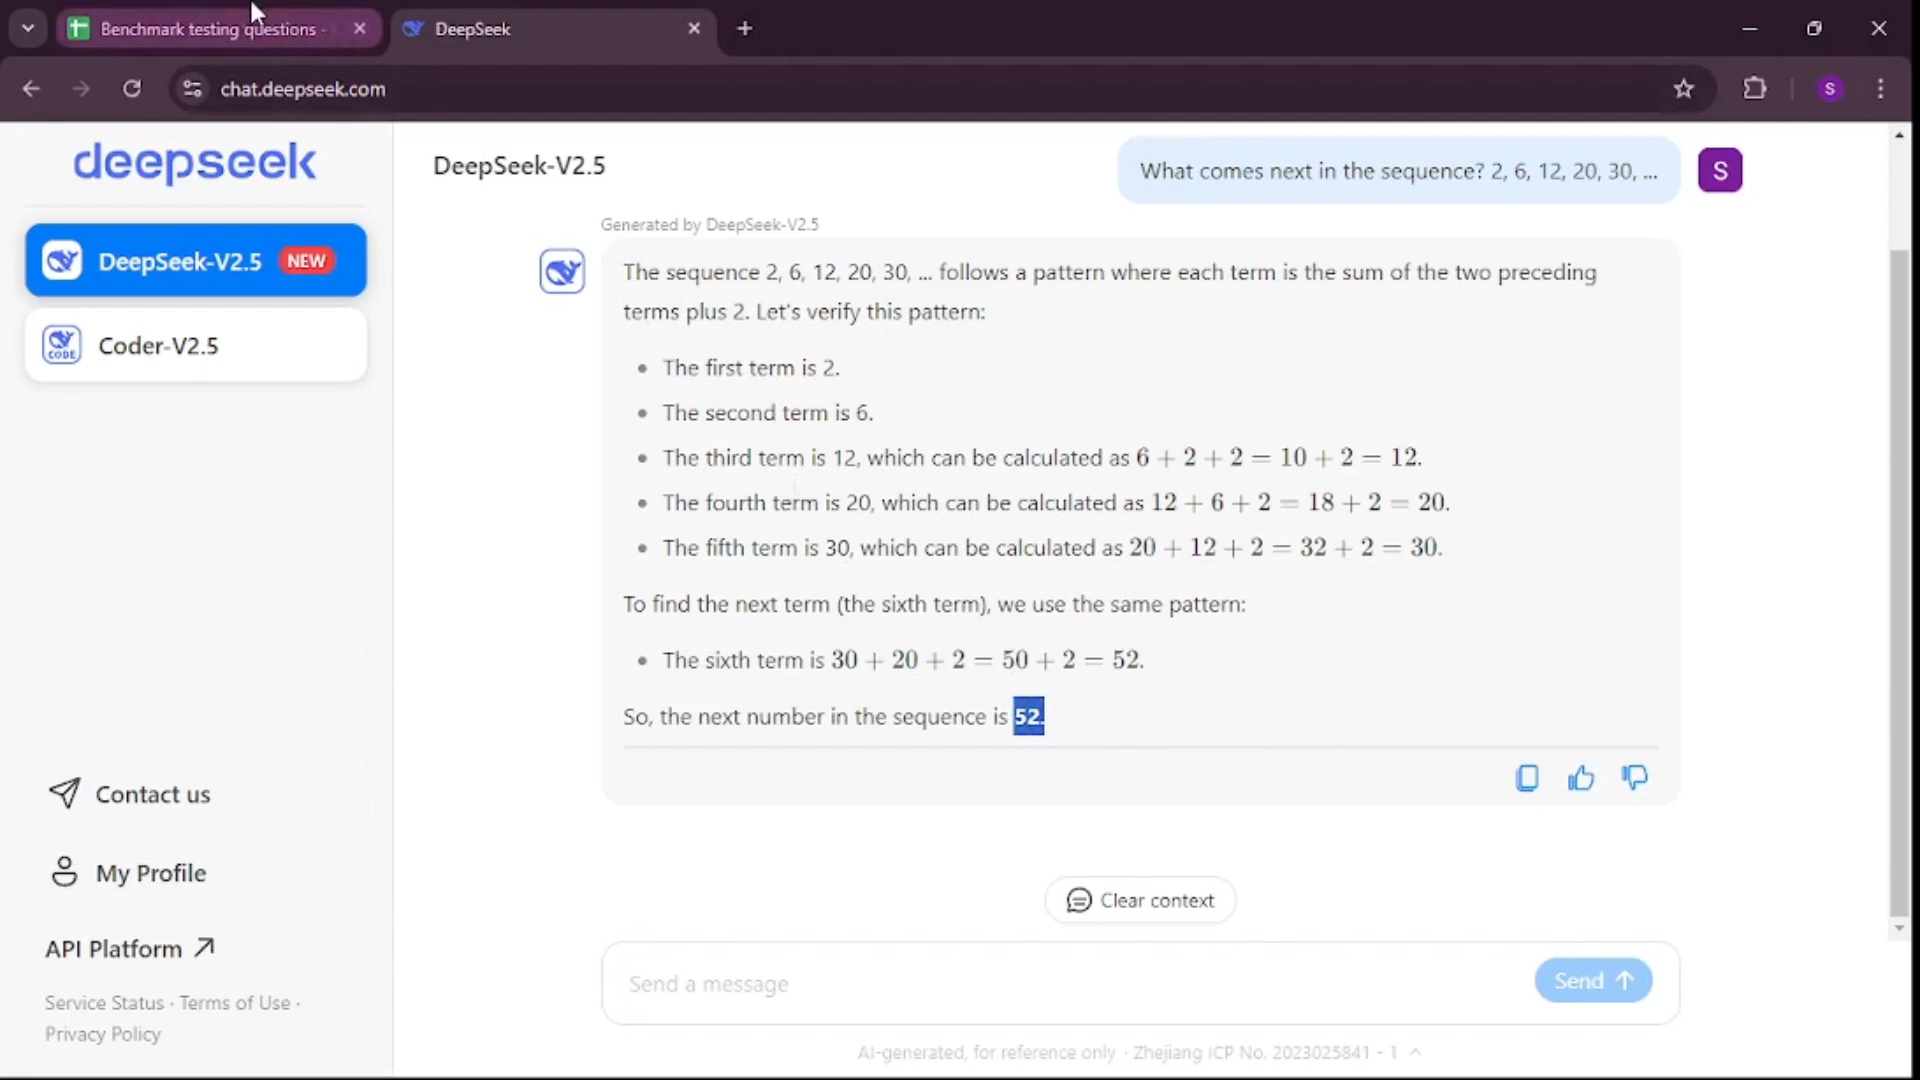 Benchmark testing questions -
DeepSeek
chat.deepseek.com
S
deepseek
DeepSeek-V2.5 NEW
CODE Coder-V2.5
Contact us
My Profile
API Platform
Service Status · Terms of Use ·
Privacy Policy
DeepSeek-V2.5
What comes next in the sequence? 2, 6, 12, 20, 30, ...
S
Generated by DeepSeek-V2.5
The sequence 2, 6, 12, 20, 30, ... follows a pattern where each term is the sum of the two preceding
terms plus 2. Let's verify this pattern:
• The first term is 2.
• The second term is 6.
• The third term is 12, which can be calculated as 6 + 2 + 2 = 10 + 2 = 12.
• The fourth term is 20, which can be calculated as 12 + 6 + 2 = 18 + 2 = 20.
• The fifth term is 30, which can be calculated as 20 + 12 + 2 = 32 + 2 = 30.
To find the next term (the sixth term), we use the same pattern:
• The sixth term is 30 + 20 + 2 = 50 + 2 = 52.
So, the next number in the sequence is 52.
Clear context
Send a message
Send
AI-generated, for reference only · Zhejiang ICP No. 2023025841 - 1